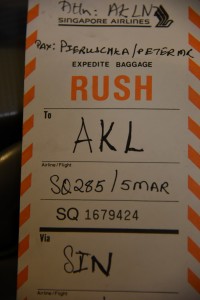 Attn: AKLNZ
SINGAPORE AIRLINES
PAX: PIERUSCHKA/PETER MR
EXPEDITE BAGGAGE
RUSH
To
AKL
Airline/Flight
SQ285/5MAR
SQ 1679424
Via
SIN
Airline/Flight